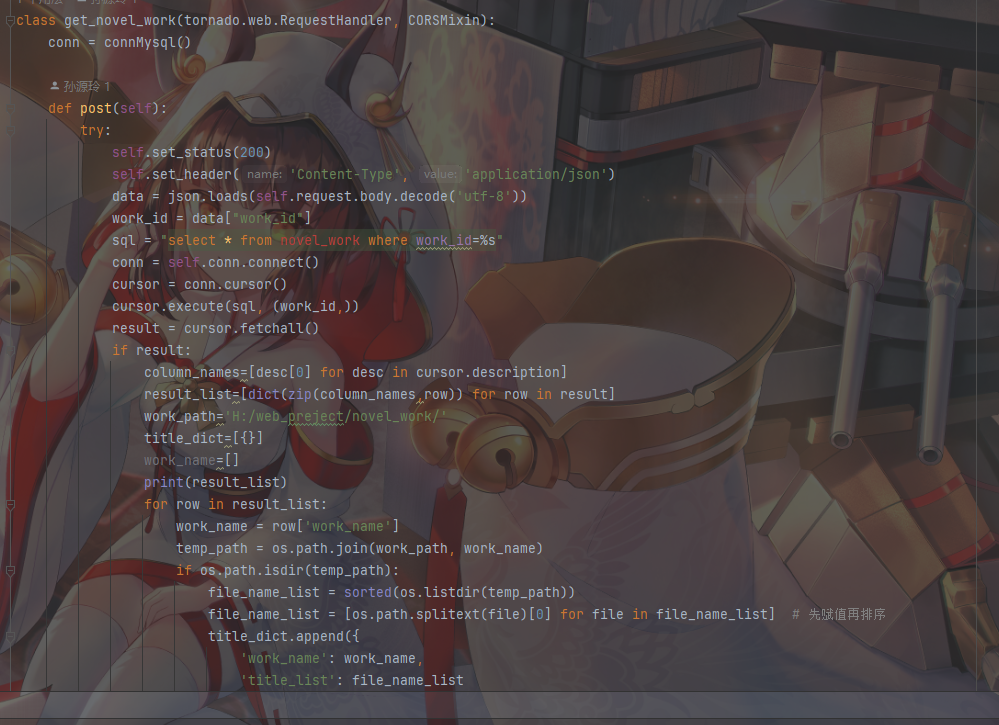 class get_novel_work(tornado.web.RequestHandler, CORSMixin):
    conn = connMysql()
    孙源玲 1
    def post(self):
        try:
            self.set_status(200)
            self.set_header( name: 'Content-Type', value: 'application/json')
            data = json.loads(self.request.body.decode('utf-8'))
            work_id = data["work_id"]
            sql = "select * from novel_work where work_id=%s"
            conn = self.conn.connect()
            cursor = conn.cursor()
            cursor.execute(sql, (work_id,))
            result = cursor.fetchall()
            if result:
                column_names=[desc[0] for desc in cursor.description]
                result_list=[dict(zip(column_names,row)) for row in result]
                work_path='H:/web_preject/novel_work/'
                title_dict=[{}]
                work_name=[]
                print(result_list)
                for row in result_list:
                    work_name = row['work_name']
                    temp_path = os.path.join(work_path, work_name)
                    if os.path.isdir(temp_path):
                        file_name_list = sorted(os.listdir(temp_path))
                        file_name_list = [os.path.splitext(file)[0] for file in file_name_list]  # 先赋值再排序
                        title_dict.append({
                            'work_name': work_name,
                            'title_list': file_name_list